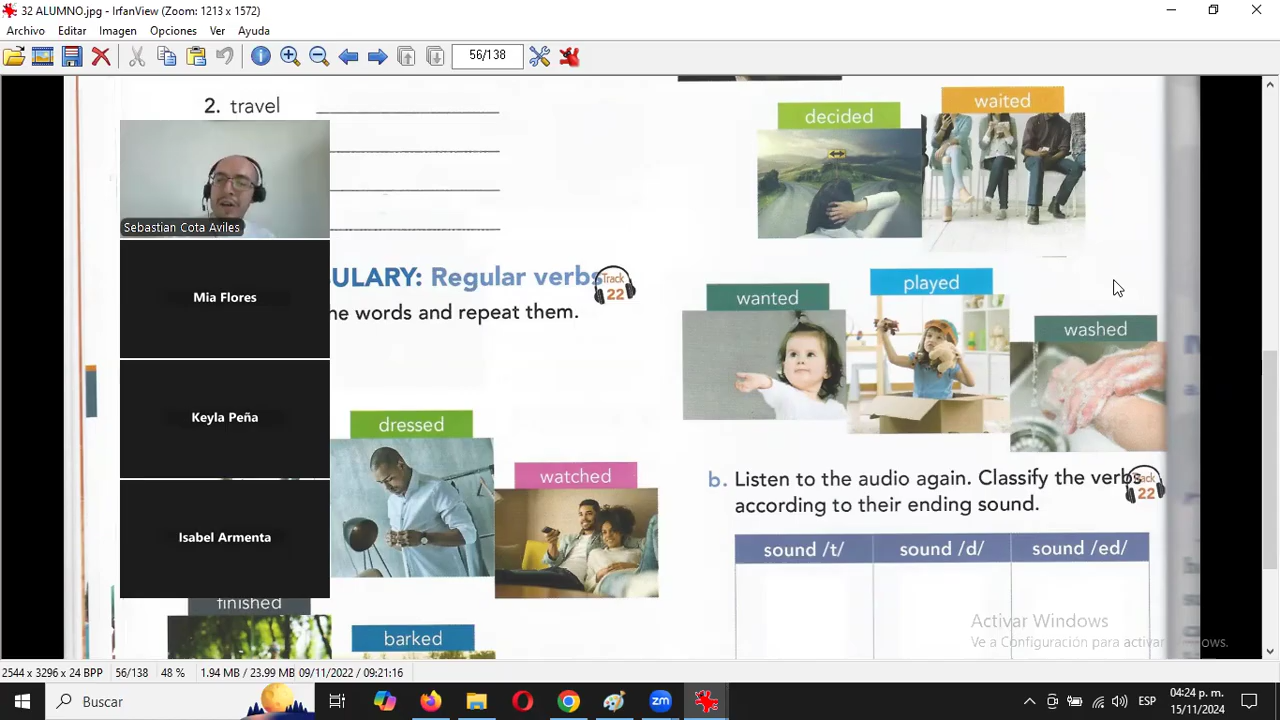 32 ALUMNO.jpg - IrfanView (Zoom: 1213 x 1572)
Archivo Editar Imagen Opciones Ver Ayuda
56/138
2. travel
Sebastian Cota Aviles
Mia Flores
Keyla Peña
Isabel Armenta
ULARY: Regular verbs
Track
22
he words and repeat them.
dressed
watched
finished
barked
decided
waited
wanted
played
washed
b. Listen to the audio again. Classify the verbs
according to their ending sound.
Track
22
sound /t/ sound /d/ sound /ed/
Activar Windows
Ve a Configuración para activar Windows.
2544 x 3296 x 24 BPP 56/138 48 % 1.94 MB / 23.99 MB 09/11/2022 / 09:21:16
Buscar
zm
ESP
04:24 p. m.
15/11/2024